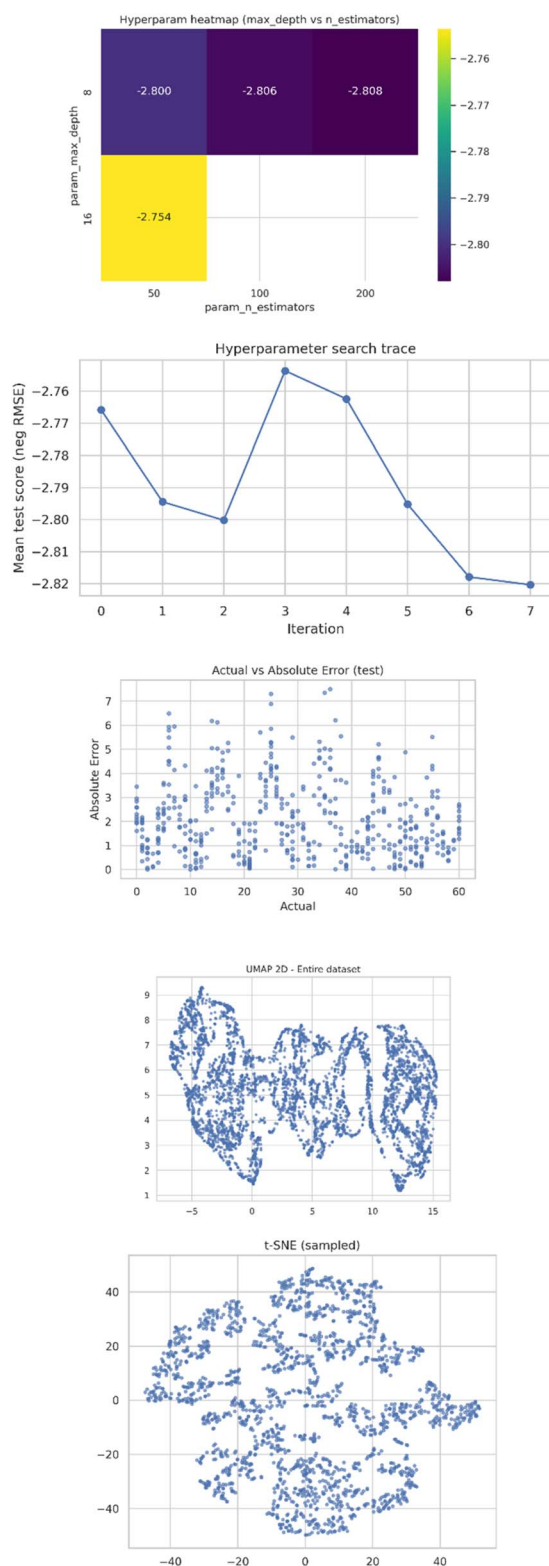 Hyperparam heatmap (max_depth vs n_estimators)
param_max_depth
8
16
-2.800
-2.806
-2.808
-2.754
50
100
200
param_n_estimators
−2.76
−2.77
−2.78
−2.79
−2.80
Hyperparameter search trace
Mean test score (neg RMSE)
−2.76
−2.77
−2.78
−2.79
−2.80
−2.81
−2.82
0 1 2 3 4 5 6 7
Iteration
Actual vs Absolute Error (test)
Absolute Error
7
6
5
4
3
2
1
0
0 10 20 30 40 50 60
Actual
UMAP 2D - Entire dataset
9
8
7
6
5
4
3
2
1
−5 0 5 10 15
t-SNE (sampled)
40
20
0
−20
−40
−40 −20 0 20 40